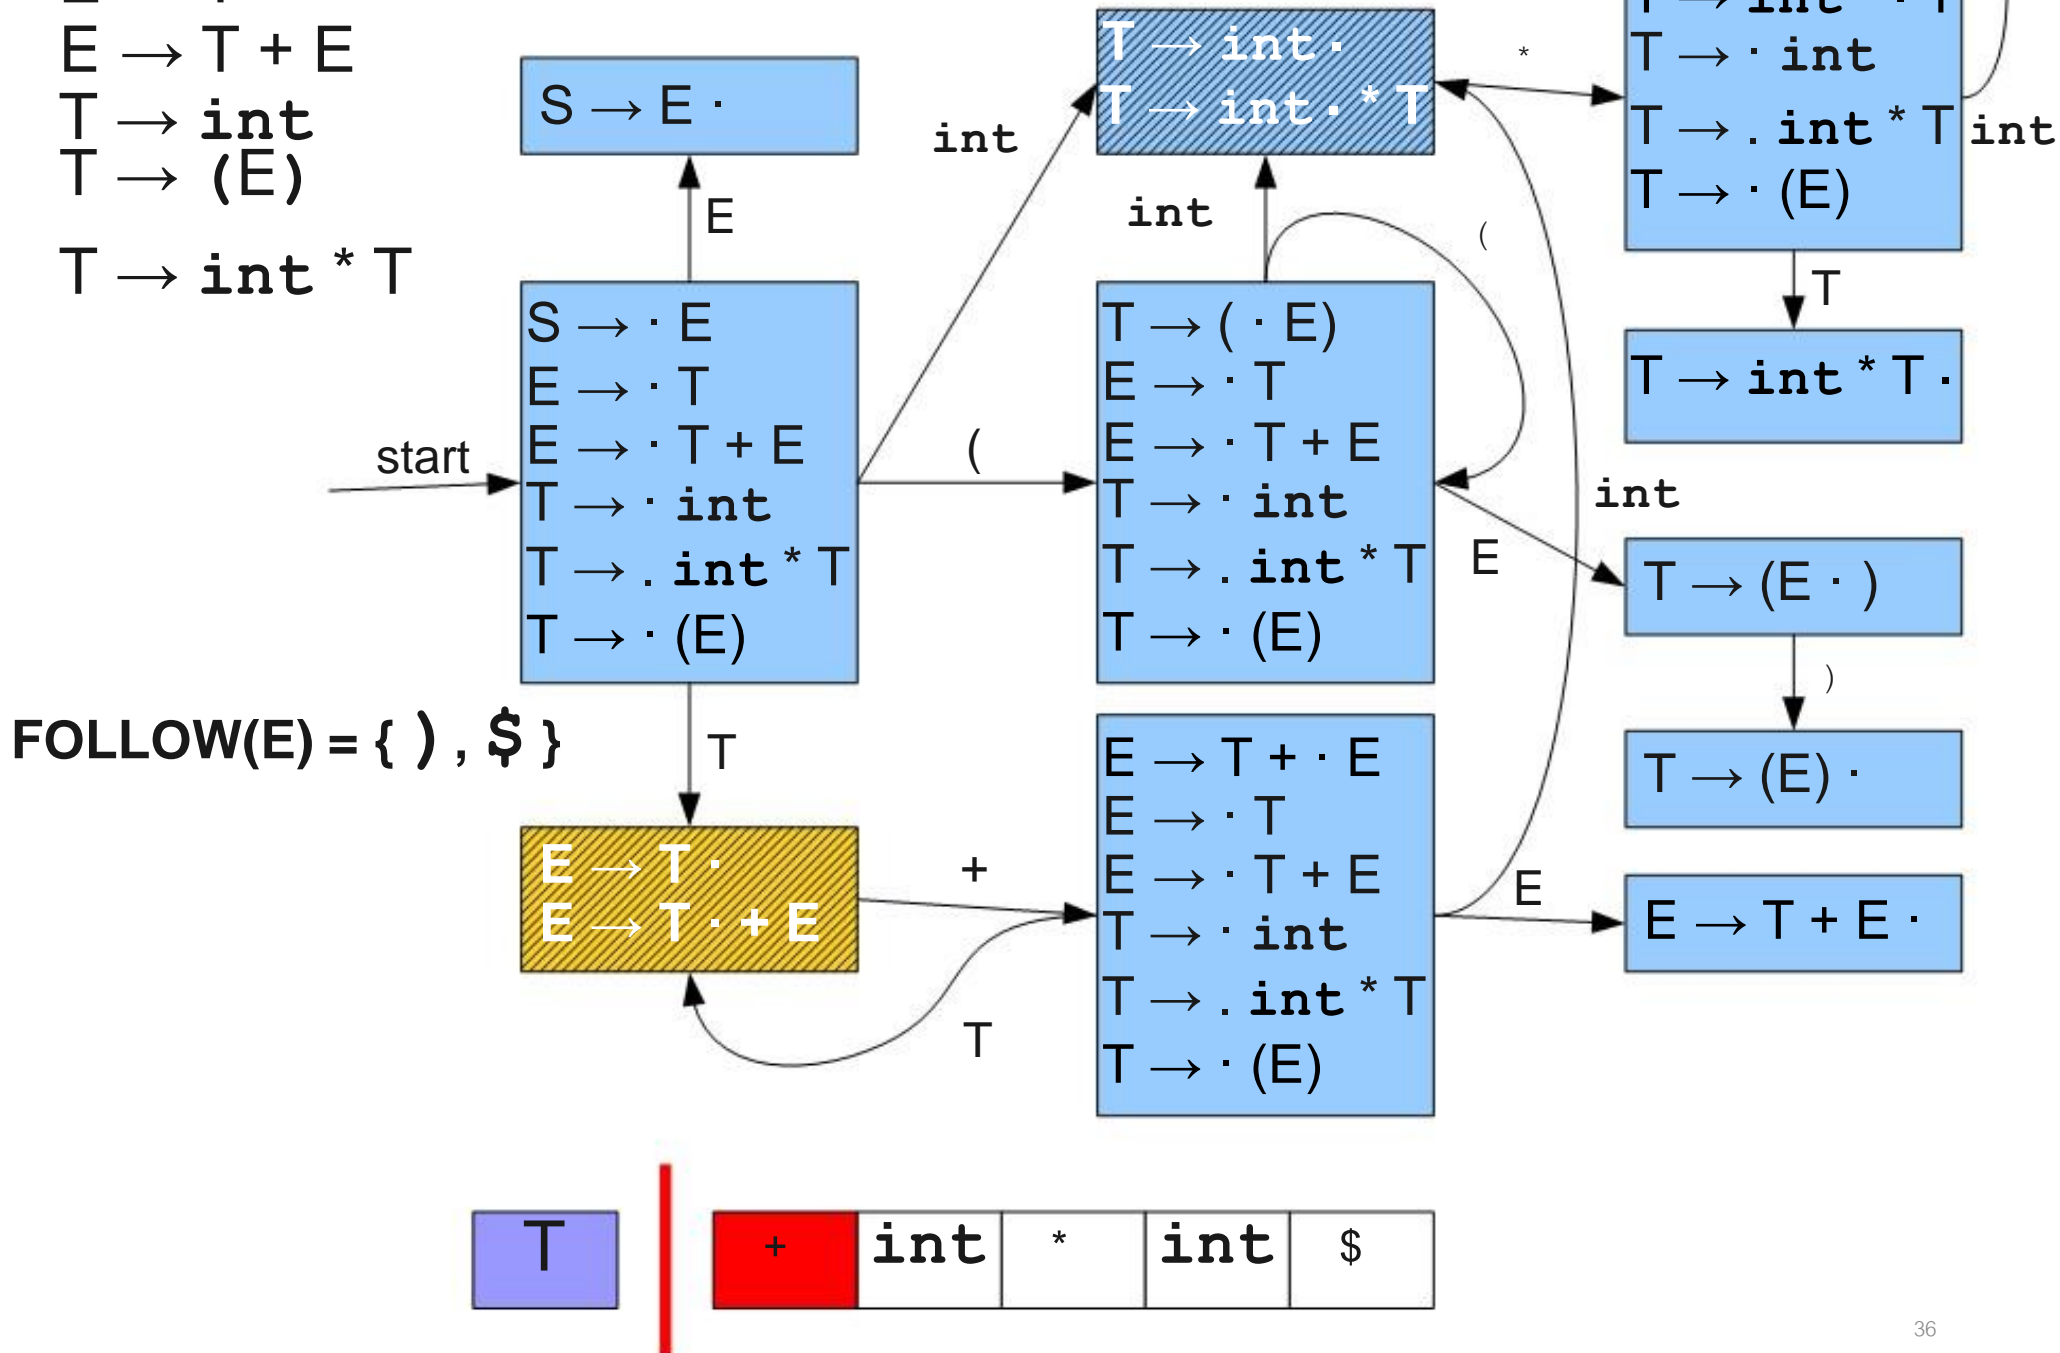 E → T + E
T → int
T → (E)
T → int * T
S → E ·
T → int ·
T → int · * T
*
T → · int
T → . int * T
T → · (E)
int
int
int
E
(
T
T → int * T ·
start
S → · E
E → · T
E → · T + E
T → · int
T → . int * T
T → · (E)
(
T → ( · E)
E → · T
E → · T + E
T → · int
T → . int * T
T → · (E)
int
E
T → (E · )
)
T → (E) ·
FOLLOW(E) = { ) , $ }
T
E → T ·
E → T · + E
+
T
E → T + · E
E → · T
E → · T + E
T → · int
T → . int * T
T → · (E)
E
E → T + E ·
T + int * int $
36